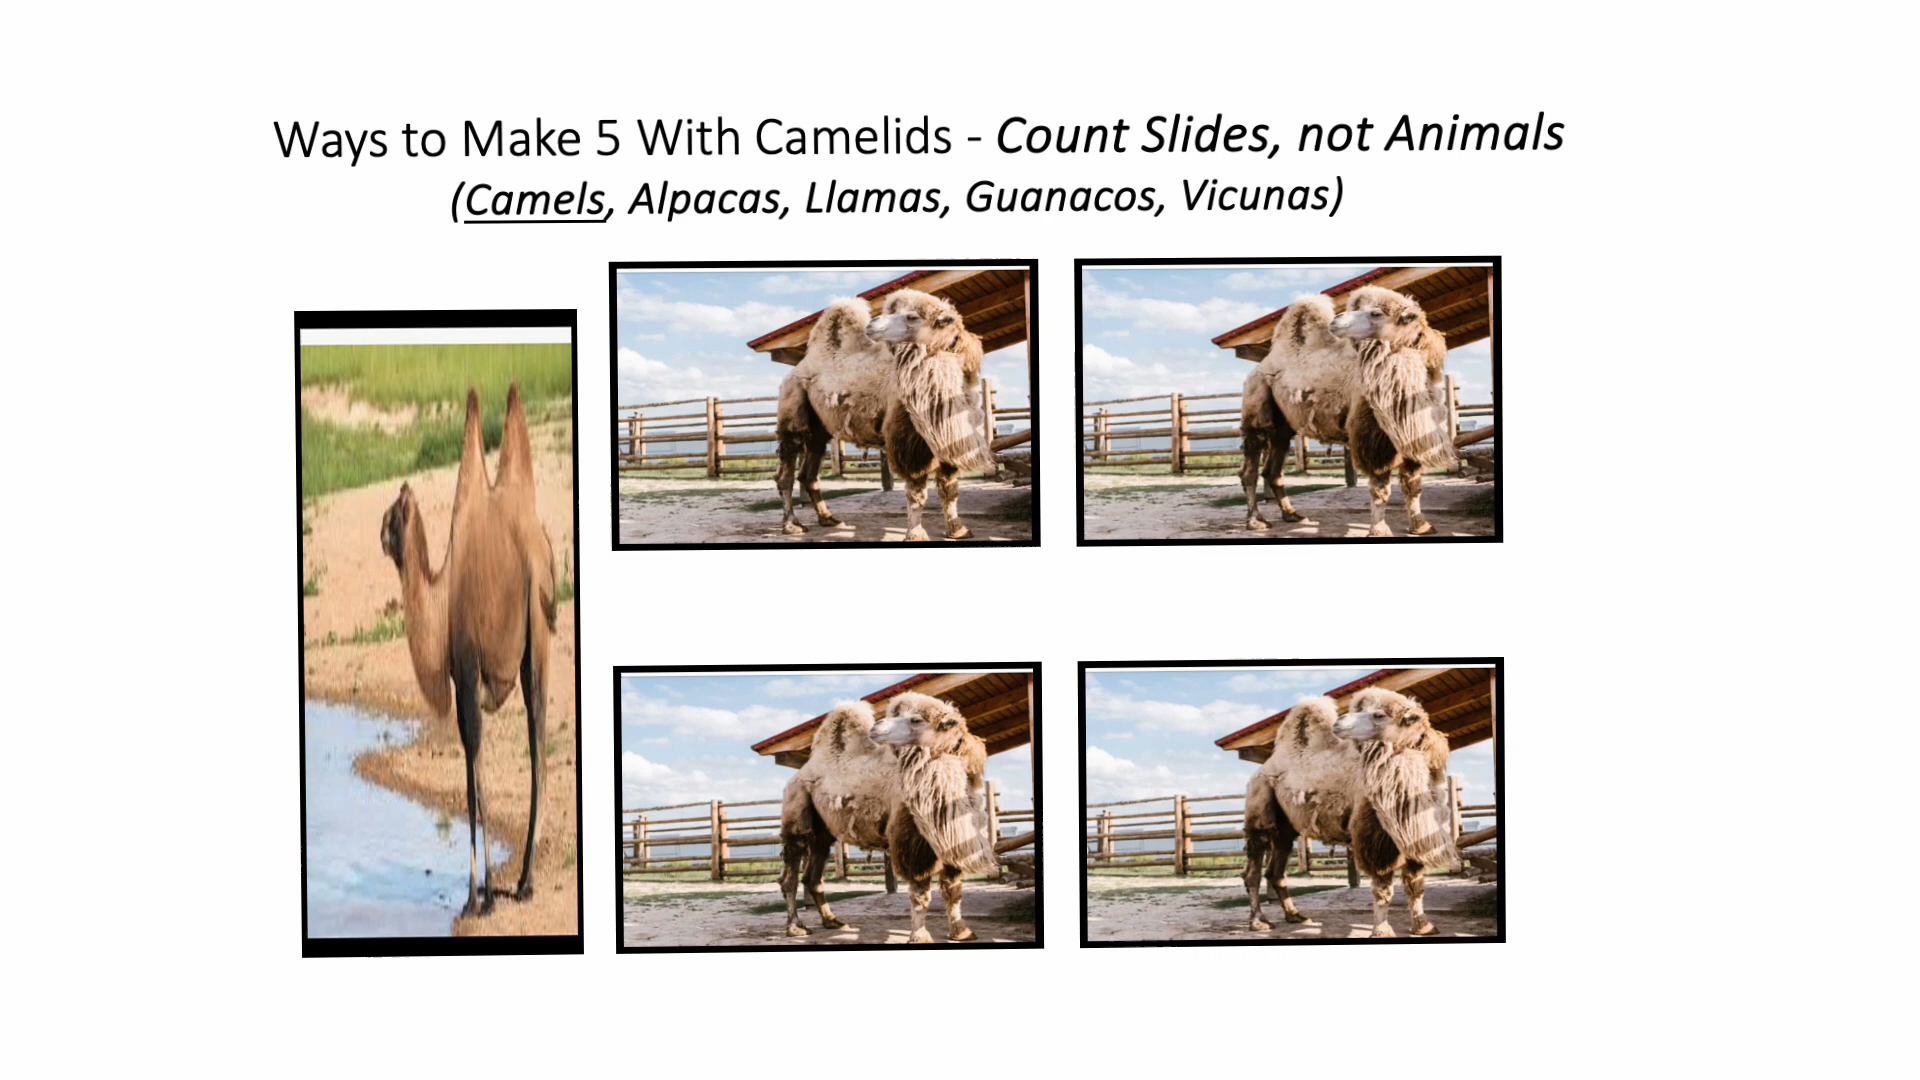 Ways to Make 5 With Camelids - Count Slides, not Animals
(Camels, Alpacas, Llamas, Guanacos, Vicunas)